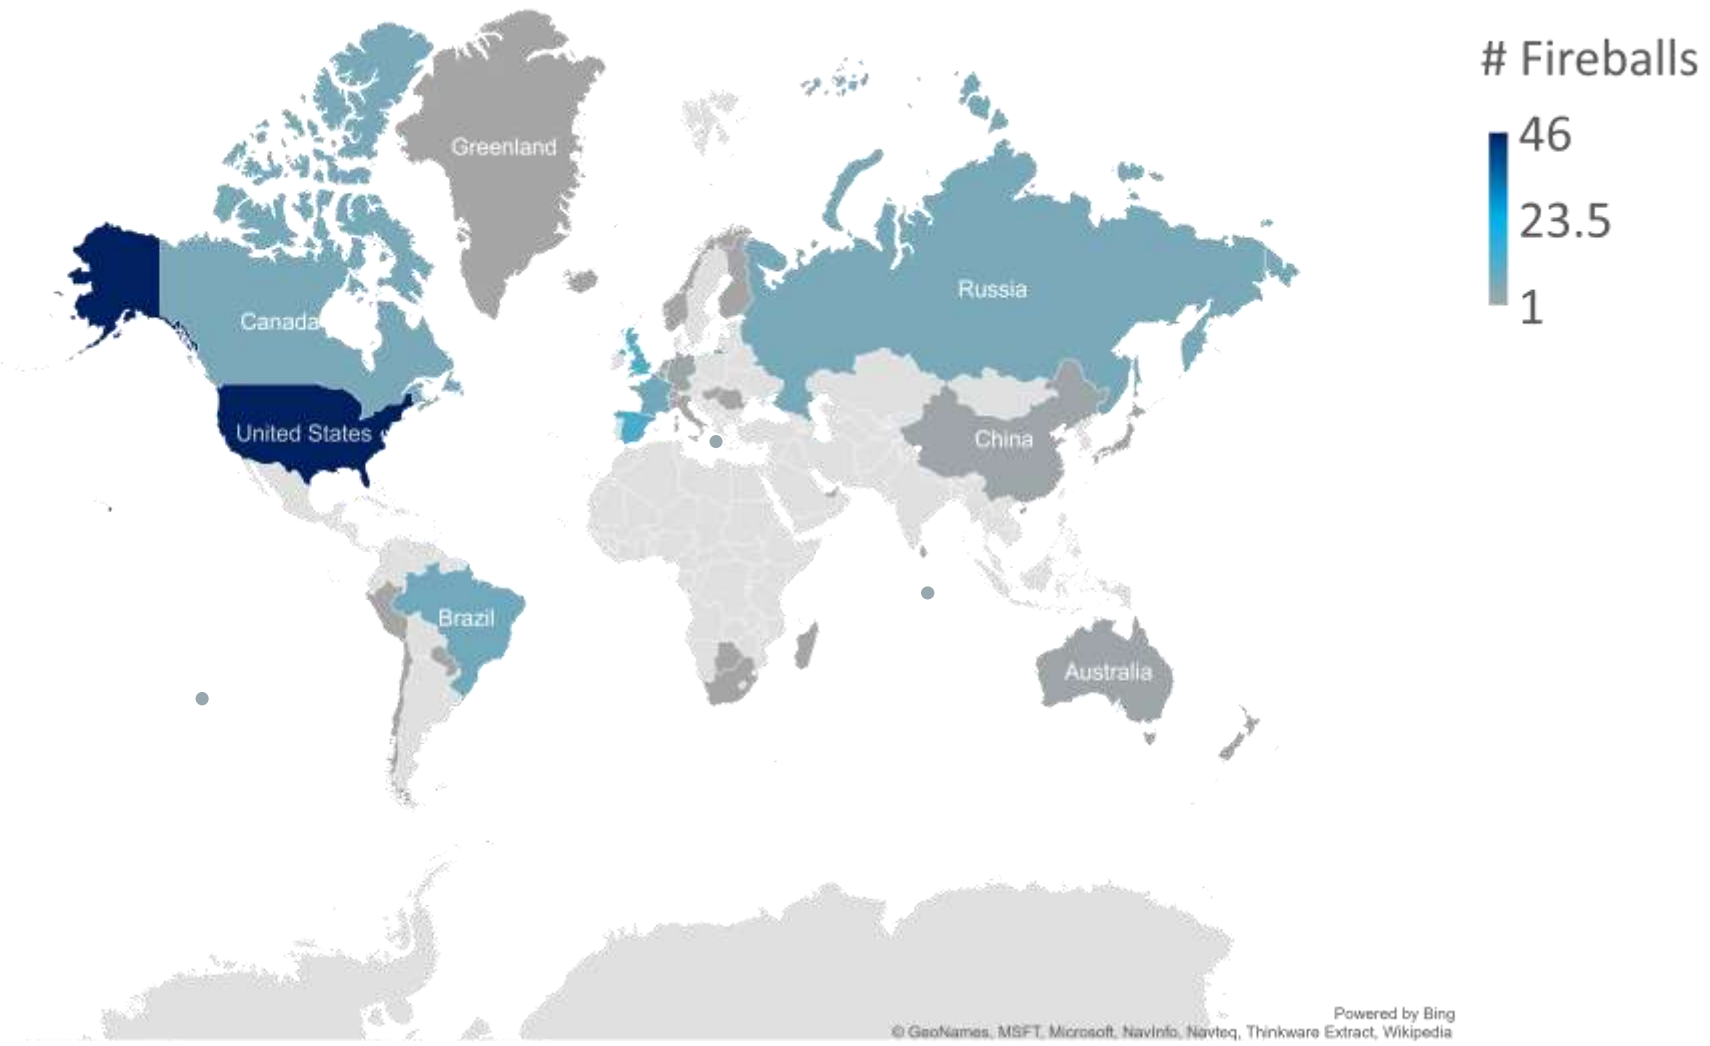 # Fireballs
46
23.5
1
Greenland
Russia
Canada
United States
China
Brazil
Australia
Powered by Bing
© GeoNames, MSFT, Microsoft, NavInfo, Navteq, Thinkware Extract, Wikipedia